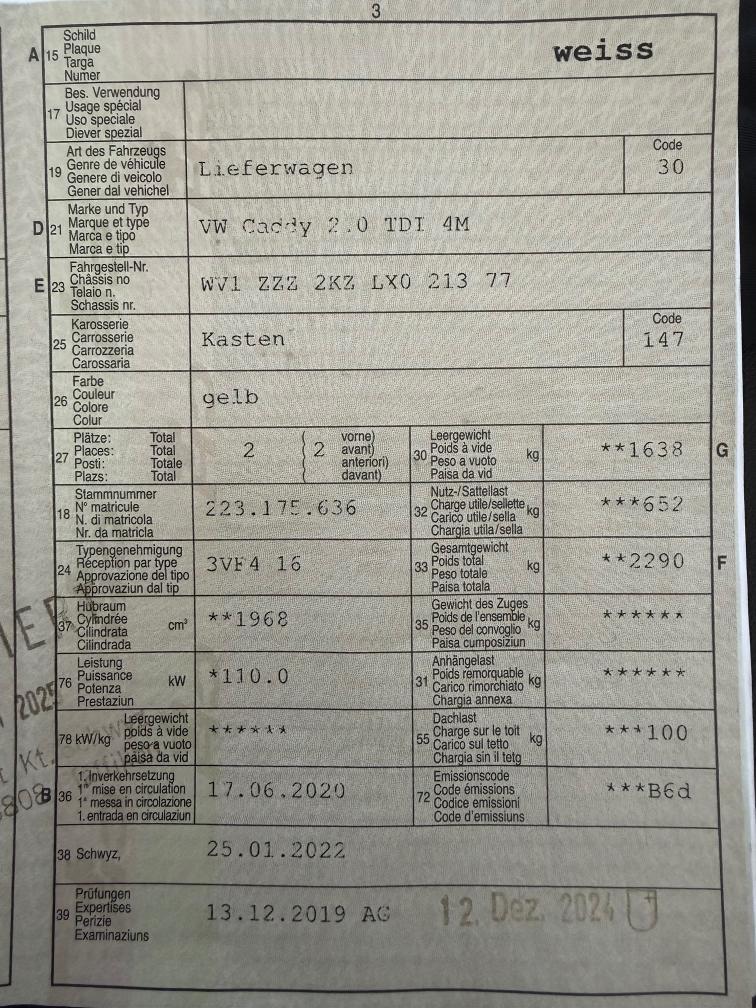 3
A 15 Schild
Plaque
Targa
Numer
weiss
17 Bes. Verwendung
Usage spécial
Uso speciale
Diever spezial
19 Art des Fahrzeugs
Genre de véhicule
Genere di veicolo
Gener dal vehichel
Lieferwagen
Code
30
D 21 Marke und Typ
Marque et type
Marca e tipo
Marca e tip
VW Caddy 2.0 TDI 4M
E 23 Fahrgestell-Nr.
Châssis no
Telaio n.
Schassis nr.
WV1 ZZZ 2KZ LX0 213 77
25 Karosserie
Carrosserie
Carrozzeria
Carossaria
Kasten
Code
147
26 Farbe
Couleur
Colore
Colur
gelb
27 Plätze: Total
Places: Total
Posti: Totale
Plazs: Total
2 ( 2 vorne)
avant)
anteriori)
davant)
30 Leergewicht
Poids à vide
Peso a vuoto
Paisa da vid
kg **1638 G
18 Stammnummer
N° matricule
N. di matricola
Nr. da matricla
223.175.636
32 Nutz-/Sattellast
Charge utile/sellette
Carico utile/sella
Chargia utila/sella
kg ***652
24 Typengenehmigung
Réception par type
Approvazione del tipo
Approvaziun dal tip
3VF4 16
33 Gesamtgewicht
Poids total
Peso totale
Paisa totala
kg **2290 F
37 Hubraum
Cylindrée
Cilindrata
Cilindrada
cm³ **1968
35 Gewicht des Zuges
Poids de l'ensemble
Peso del convoglio
Paisa cumposiziun
kg ******
76 Leistung
Puissance
Potenza
Prestaziun
kW *110.0
31 Anhängelast
Poids remorquable
Carico rimorchiato
Chargia annexa
kg ******
78 kW/kg Leergewicht
poids à vide
peso a vuoto
paisa da vid
******
55 Dachlast
Charge sur le toit
Carico sul tetto
Chargia sin il tetg
kg ***100
B 36 1. Inverkehrsetzung
1re mise en circulation
1a messa in circolazione
1. entrada en circulaziun
17.06.2020
72 Emissionscode
Code émissions
Codice emissioni
Code d'emissiuns
***B6d
38 Schwyz, 25.01.2022
39 Prüfungen
Expertises
Perizie
Examinaziuns
13.12.2019 AG 12. Dez. 2024
2025
Kt.
808